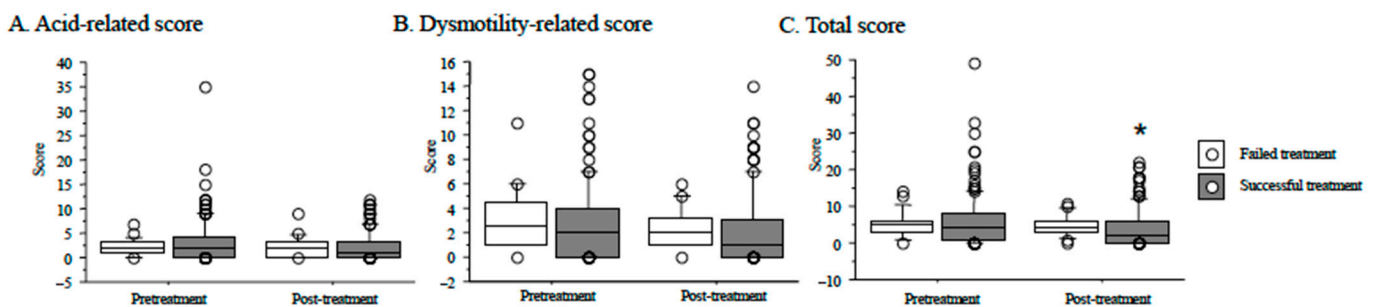 A. Acid-related score
B. Dysmotility-related score
C. Total score
40
35
30
25
20
15
10
5
0
−5
Score
Pretreatment
Post-treatment
16
14
12
10
8
6
4
2
0
−2
Score
Pretreatment
Post-treatment
50
40
30
20
10
0
−10
Score
*
Pretreatment
Post-treatment
Failed treatment
Successful treatment